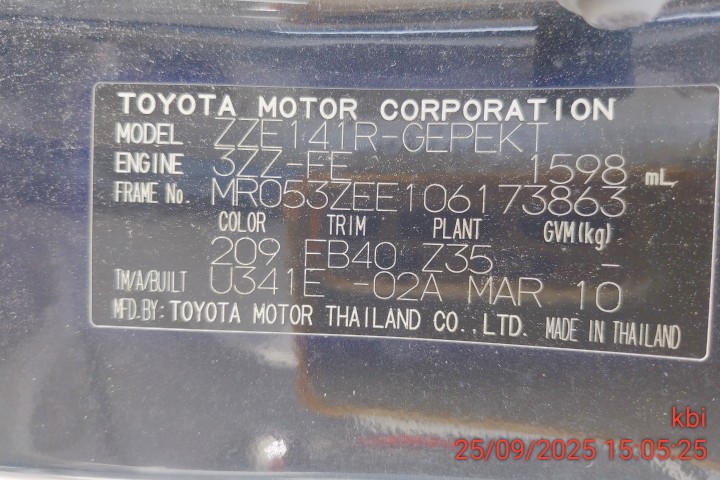 TOYOTA MOTOR CORPORATION
MODEL ZZE141R-GEPEKT
ENGINE 3ZZ-FE 1598 mL
FRAME No. MR053ZEE106173863
COLOR TRIM PLANT GVM(kg)
209 FB40 Z35 -
TM/A/BUILT U341E -02A MAR 10
MFD.BY: TOYOTA MOTOR THAILAND CO., LTD. MADE IN THAILAND
kbi
25/09/2025 15:05:25